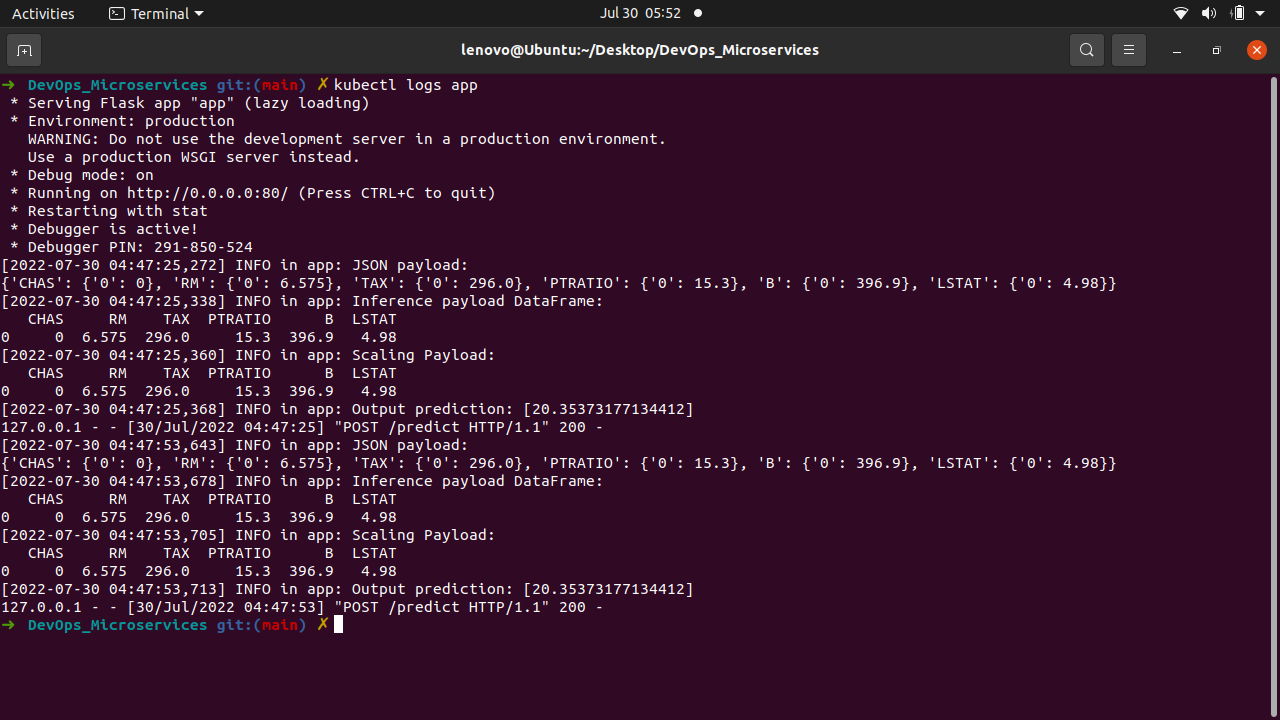 Activities Terminal Jul 30 05:52
lenovo@Ubuntu:~/Desktop/DevOps_Microservices
➜ DevOps_Microservices git:(main) ✗ kubectl logs app
 * Serving Flask app "app" (lazy loading)
 * Environment: production
   WARNING: Do not use the development server in a production environment.
   Use a production WSGI server instead.
 * Debug mode: on
 * Running on http://0.0.0.0:80/ (Press CTRL+C to quit)
 * Restarting with stat
 * Debugger is active!
 * Debugger PIN: 291-850-524
[2022-07-30 04:47:25,272] INFO in app: JSON payload:
{'CHAS': {'0': 0}, 'RM': {'0': 6.575}, 'TAX': {'0': 296.0}, 'PTRATIO': {'0': 15.3}, 'B': {'0': 396.9}, 'LSTAT': {'0': 4.98}}
[2022-07-30 04:47:25,338] INFO in app: Inference payload DataFrame:
   CHAS     RM    TAX  PTRATIO      B  LSTAT
0     0  6.575  296.0     15.3  396.9   4.98
[2022-07-30 04:47:25,360] INFO in app: Scaling Payload:
   CHAS     RM    TAX  PTRATIO      B  LSTAT
0     0  6.575  296.0     15.3  396.9   4.98
[2022-07-30 04:47:25,368] INFO in app: Output prediction: [20.35373177134412]
127.0.0.1 - - [30/Jul/2022 04:47:25] "POST /predict HTTP/1.1" 200 -
[2022-07-30 04:47:53,643] INFO in app: JSON payload:
{'CHAS': {'0': 0}, 'RM': {'0': 6.575}, 'TAX': {'0': 296.0}, 'PTRATIO': {'0': 15.3}, 'B': {'0': 396.9}, 'LSTAT': {'0': 4.98}}
[2022-07-30 04:47:53,678] INFO in app: Inference payload DataFrame:
   CHAS     RM    TAX  PTRATIO      B  LSTAT
0     0  6.575  296.0     15.3  396.9   4.98
[2022-07-30 04:47:53,705] INFO in app: Scaling Payload:
   CHAS     RM    TAX  PTRATIO      B  LSTAT
0     0  6.575  296.0     15.3  396.9   4.98
[2022-07-30 04:47:53,713] INFO in app: Output prediction: [20.35373177134412]
127.0.0.1 - - [30/Jul/2022 04:47:53] "POST /predict HTTP/1.1" 200 -
➜ DevOps_Microservices git:(main) ✗